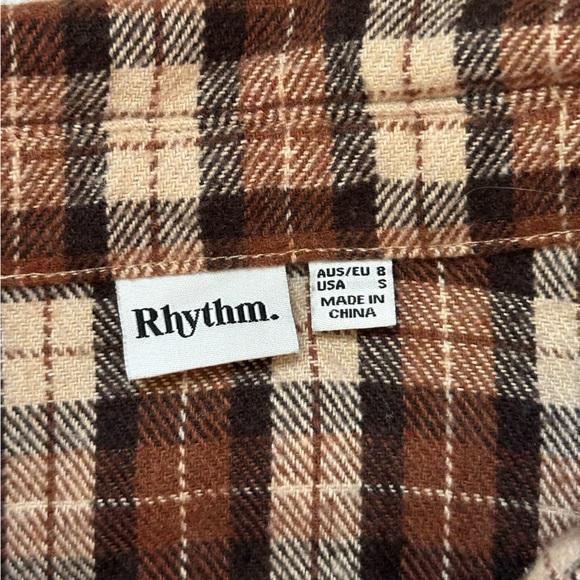 Rhythm.
AUS/EU 8
USA S
MADE IN
CHINA